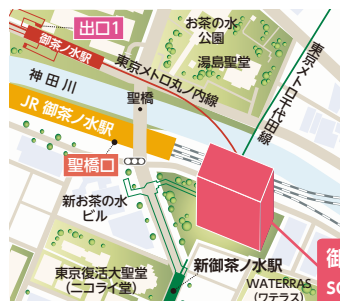 出口1
御茶ノ水駅
お茶の水
公園
湯島聖堂
東京メトロ丸ノ内線
東京メトロ千代田線
神田川
聖橋
JR 御茶ノ水駅
聖橋口
新お茶の水
ビル
新御茶ノ水駅
東京復活大聖堂
(ニコライ堂)
WATERRAS
(ワテラス)
御
so